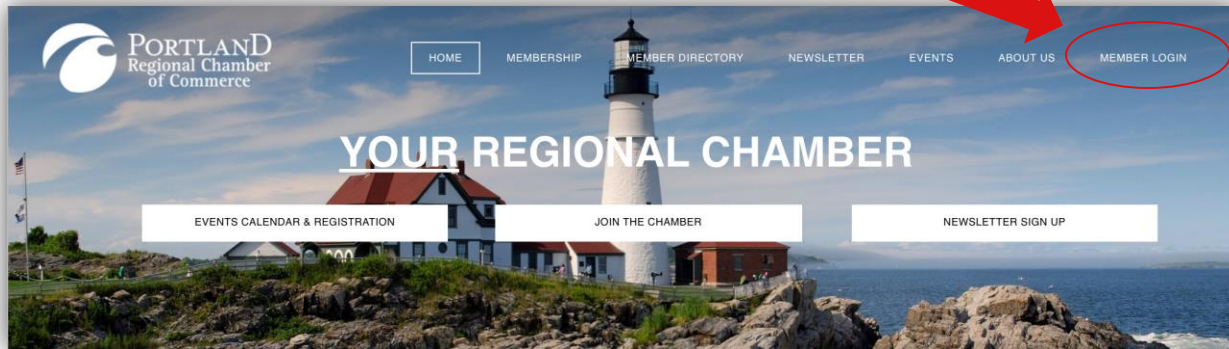 PORTLAND
Regional Chamber
of Commerce
HOME MEMBERSHIP MEMBER DIRECTORY NEWSLETTER EVENTS ABOUT US MEMBER LOGIN
YOUR REGIONAL CHAMBER
EVENTS CALENDAR & REGISTRATION JOIN THE CHAMBER NEWSLETTER SIGN UP